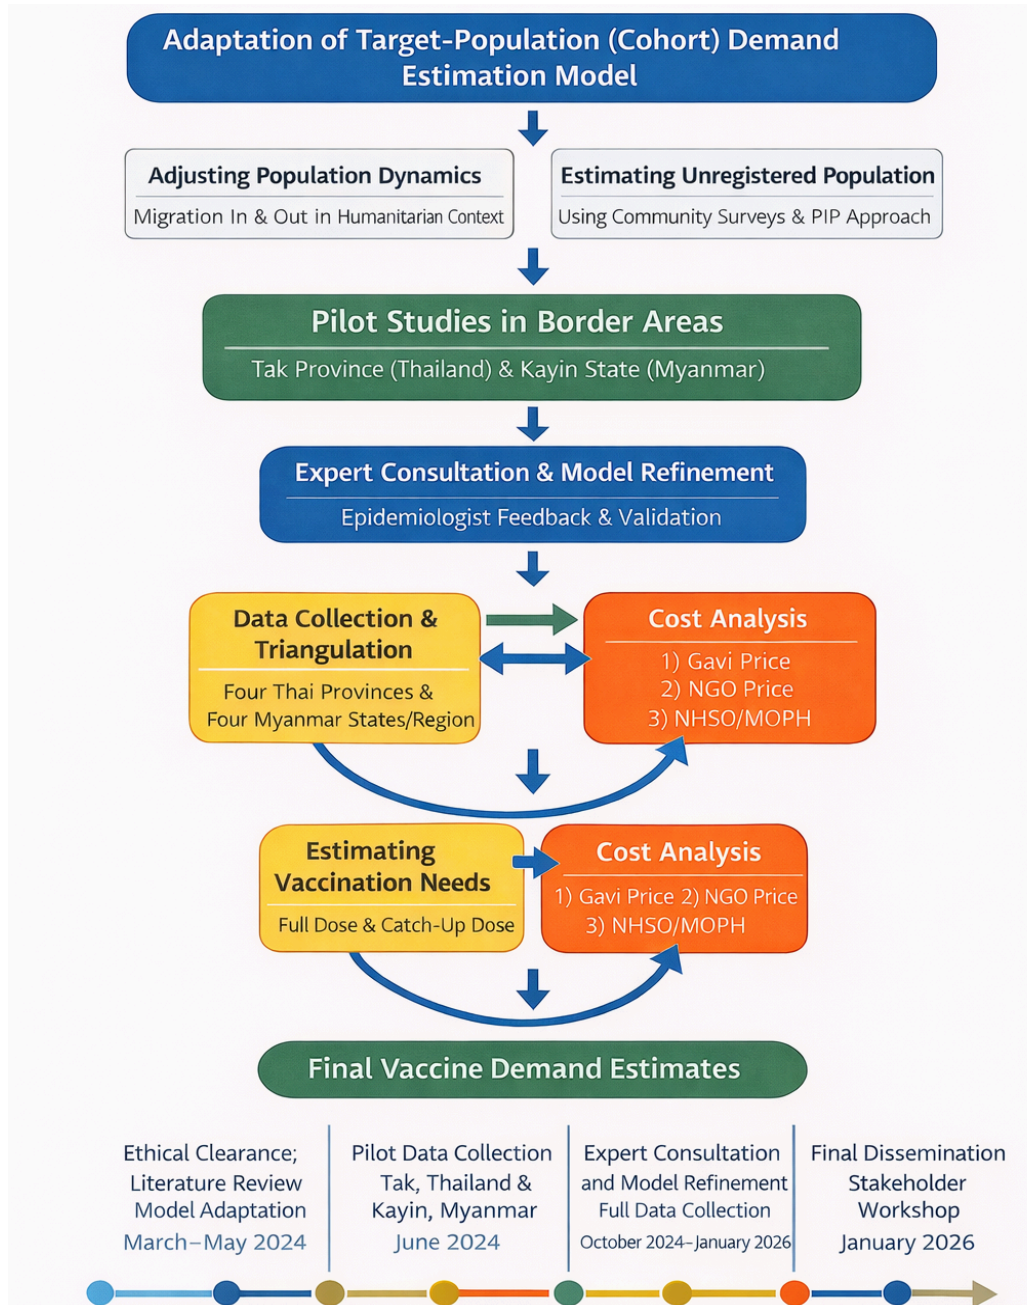 Adaptation of Target-Population (Cohort) Demand
Estimation Model
Adjusting Population Dynamics
Migration In & Out in Humanitarian Context
Estimating Unregistered Population
Using Community Surveys & PIP Approach
Pilot Studies in Border Areas
Tak Province (Thailand) & Kayin State (Myanmar)
Expert Consultation & Model Refinement
Epidemiologist Feedback & Validation
Data Collection &
Triangulation
Four Thai Provinces &
Four Myanmar States/Region
Cost Analysis
1) Gavi Price
2) NGO Price
3) NHSO/MOPH
Estimating
Vaccination Needs
Full Dose & Catch-Up Dose
Cost Analysis
1) Gavi Price 2) NGO Price
3) NHSO/MOPH
Final Vaccine Demand Estimates
Ethical Clearance;
Literature Review
Model Adaptation
March–May 2024
Pilot Data Collection
Tak, Thailand &
Kayin, Myanmar
June 2024
Expert Consultation
and Model Refinement
Full Data Collection
October 2024–January 2026
Final Dissemination
Stakeholder
Workshop
January 2026